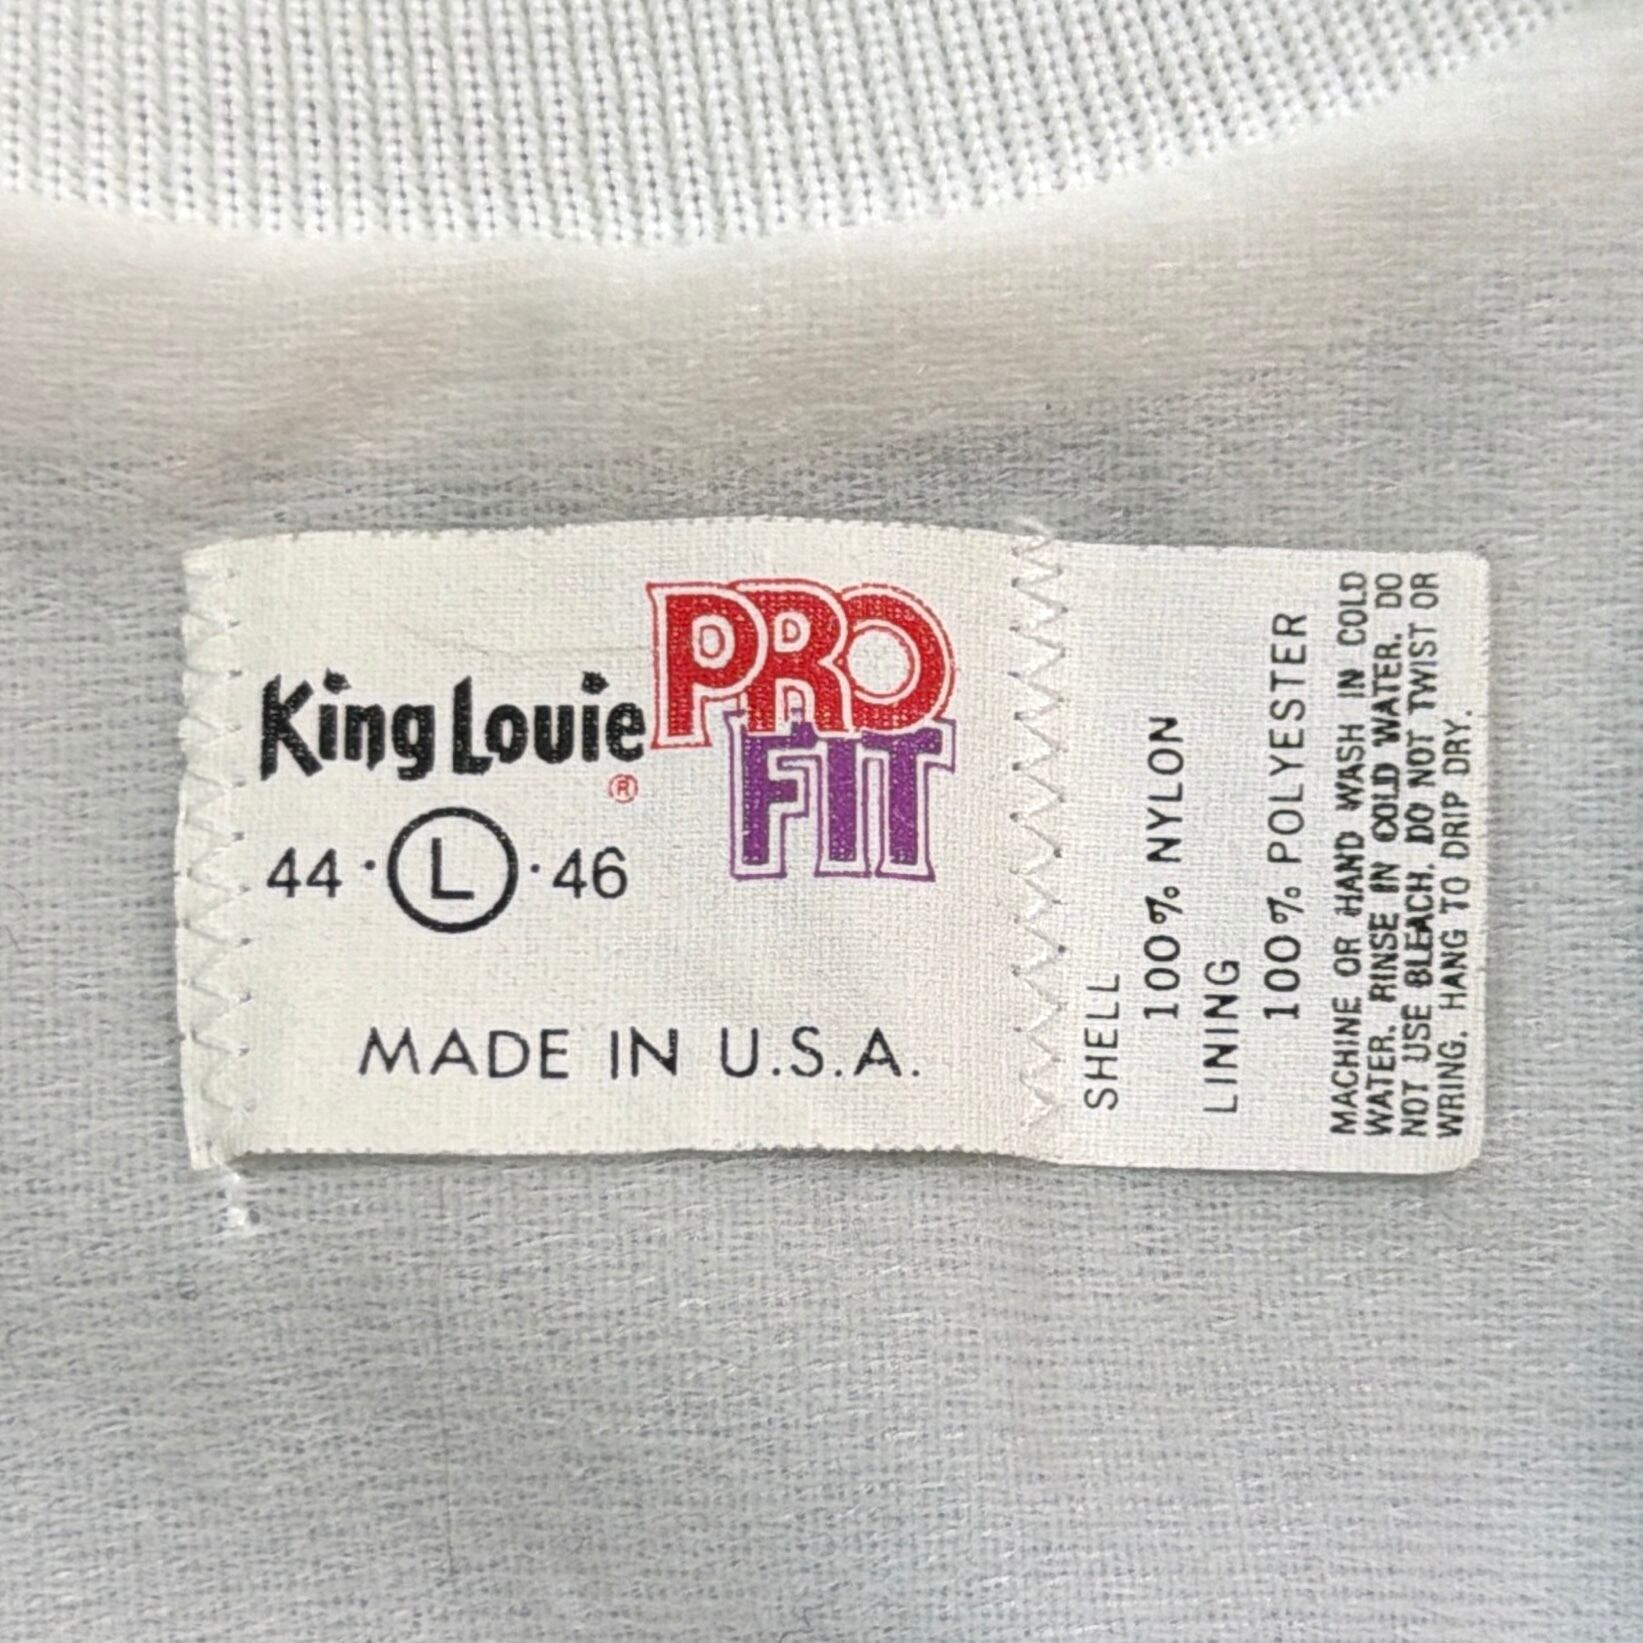 King Louie
®
PRO
FIT
44 · L · 46
MADE IN U.S.A.
SHELL
100% NYLON
LINING
100% POLYESTER
MACHINE OR HAND WASH IN COLD
WATER. RINSE IN COLD WATER. DO
NOT USE BLEACH. DO NOT TWIST OR
WRING. HANG TO DRIP DRY.